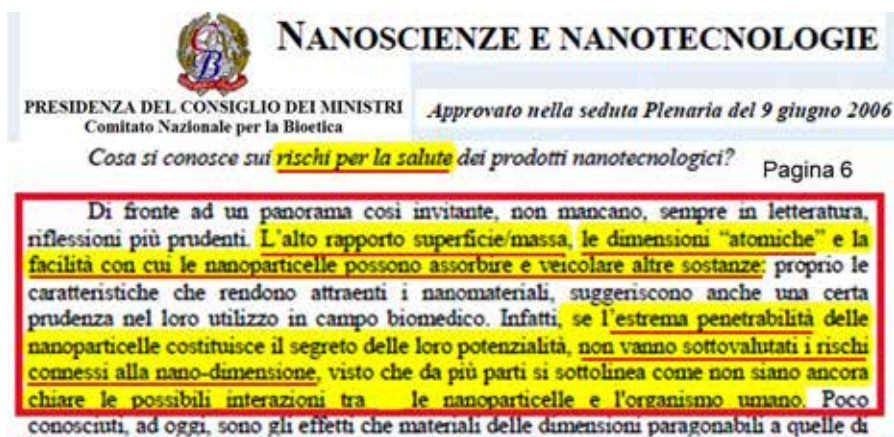 NANOSCIENZE E NANOTECNOLOGIE
PRESIDENZA DEL CONSIGLIO DEI MINISTRI
Comitato Nazionale per la Bioetica
Approvato nella seduta Plenaria del 9 giugno 2006
Cosa si conosce sui rischi per la salute dei prodotti nanotecnologici?
Pagina 6
Di fronte ad un panorama così invitante, non mancano, sempre in letteratura,
riflessioni più prudenti. L'alto rapporto superficie/massa, le dimensioni "atomiche" e la
facilità con cui le nanoparticelle possono assorbire e veicolare altre sostanze: proprio le
caratteristiche che rendono attraenti i nanomateriali, suggeriscono anche una certa
prudenza nel loro utilizzo in campo biomedico. Infatti, se l'estrema penetrabilità delle
nanoparticelle costituisce il segreto delle loro potenzialità, non vanno sottovalutati i rischi
connessi alla nano-dimensione, visto che da più parti si sottolinea come non siano ancora
chiare le possibili interazioni tra le nanoparticelle e l'organismo umano. Poco
conosciuti, ad oggi, sono gli effetti che materiali delle dimensioni paragonabili a quelle di